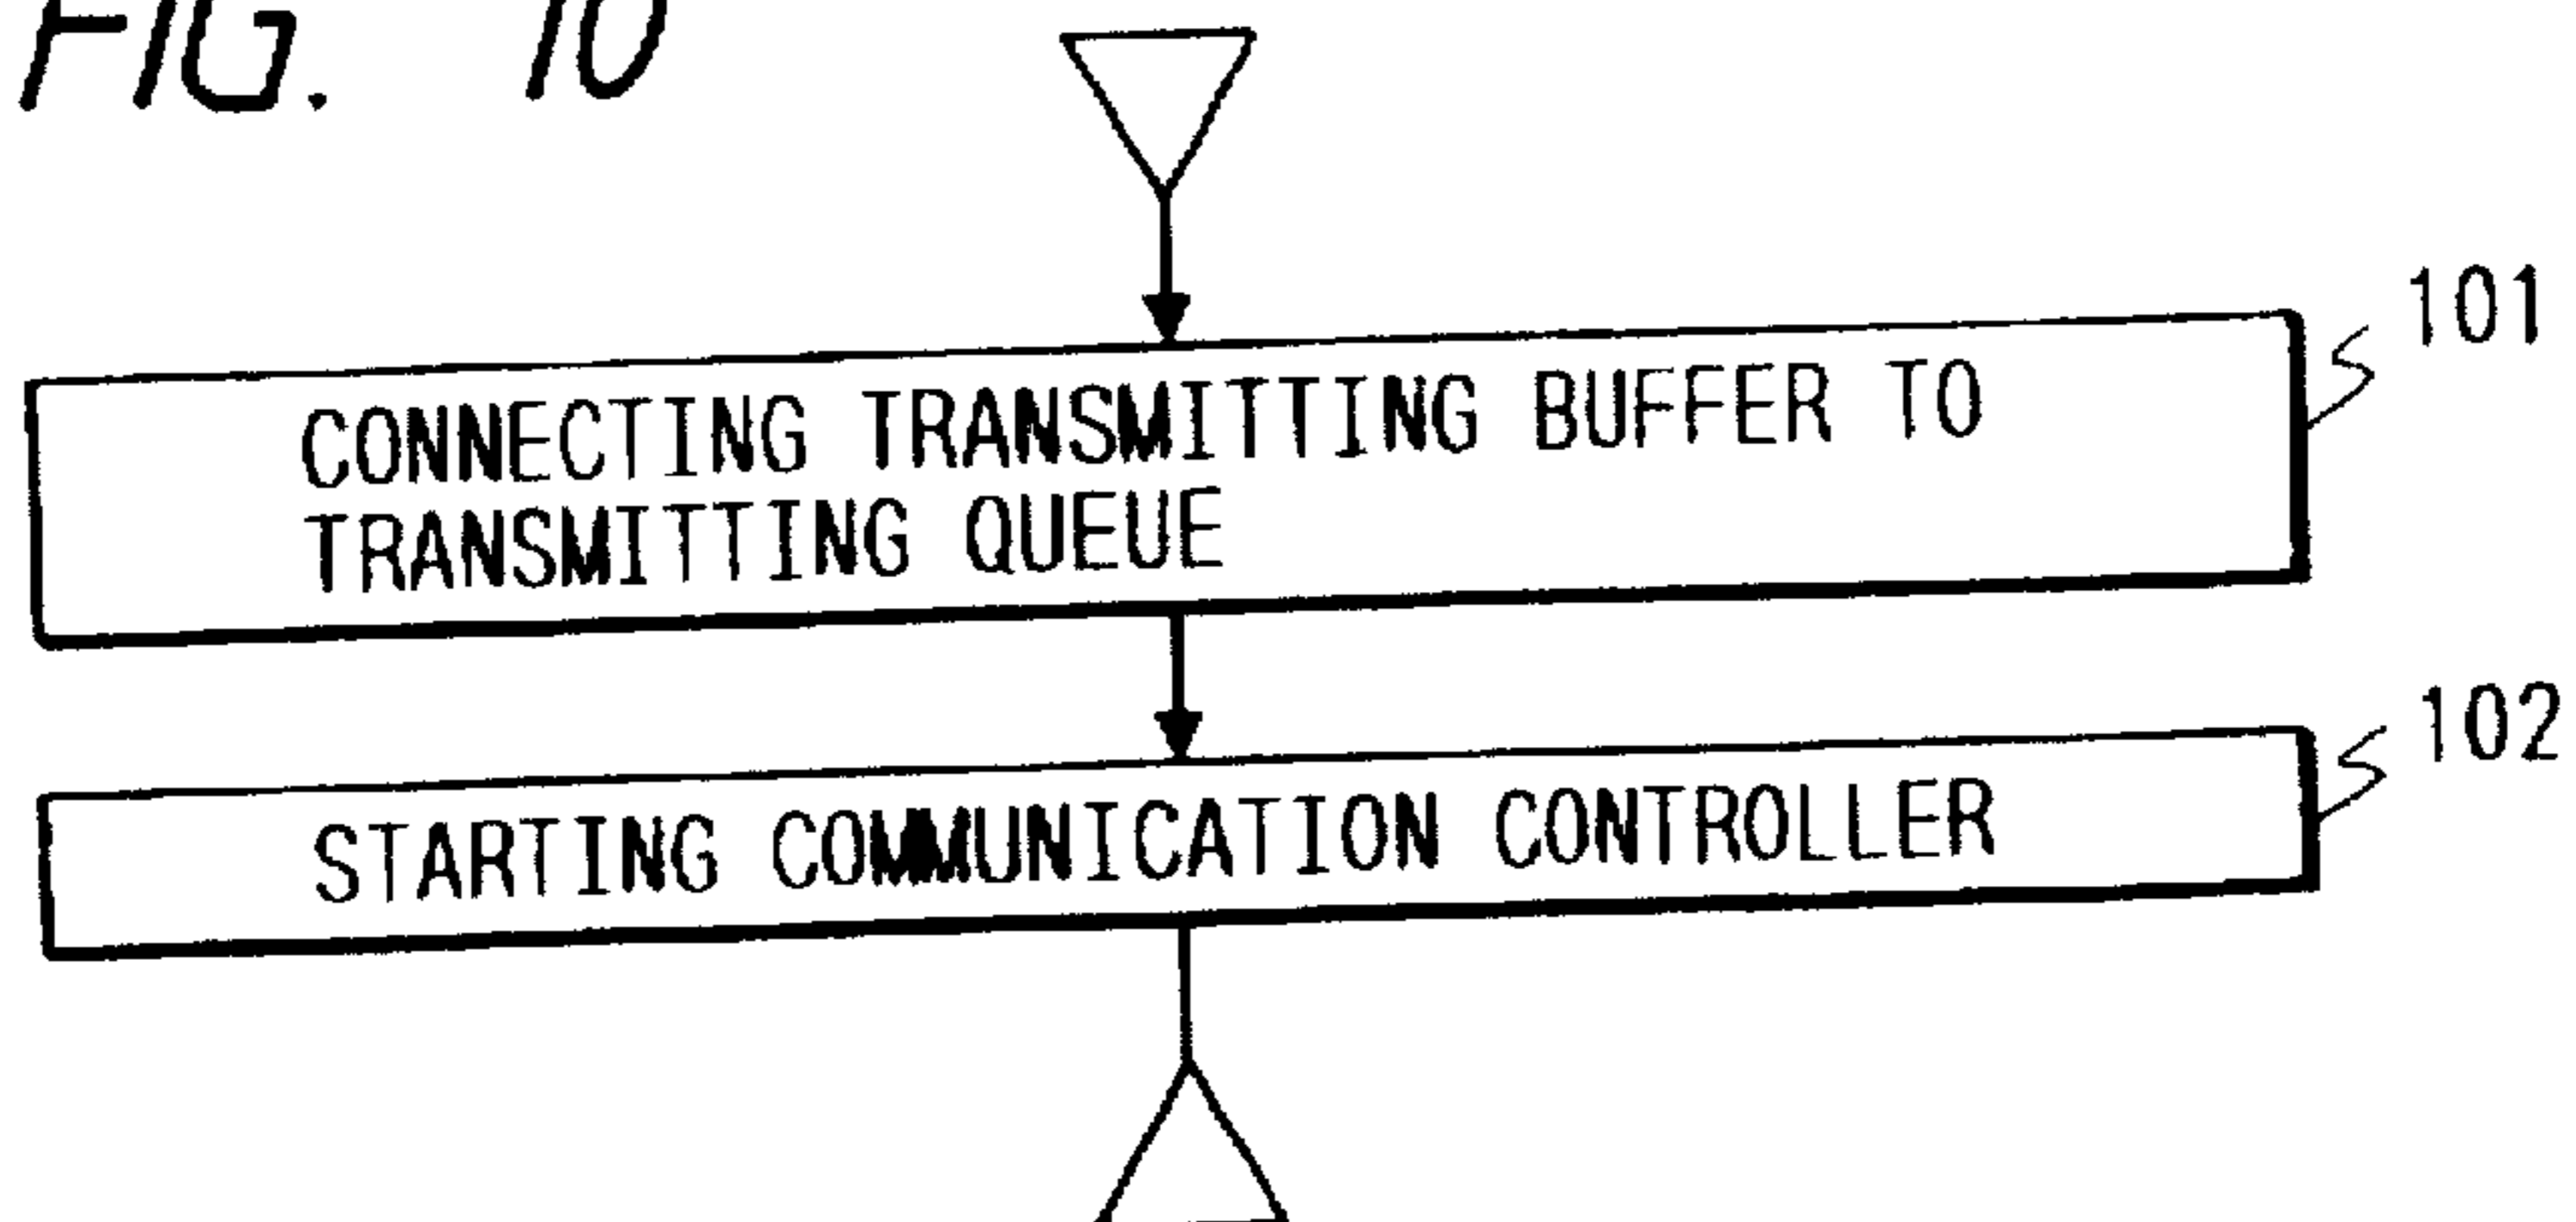 FIG. 10
101
CONNECTING TRANSMITTING BUFFER TO
TRANSMITTING QUEUE
102
STARTING COMMUNICATION CONTROLLER